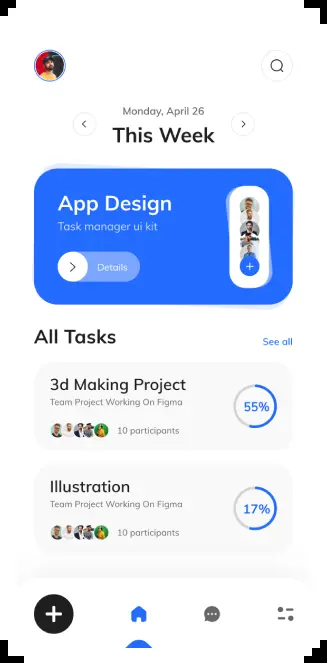 Monday, April 26
This Week
App Design
Task manager ui kit
Details
All Tasks
See all
3d Making Project
Team Project Working On Figma
10 participants
55%
Illustration
Team Project Working On Figma
10 participants
17%